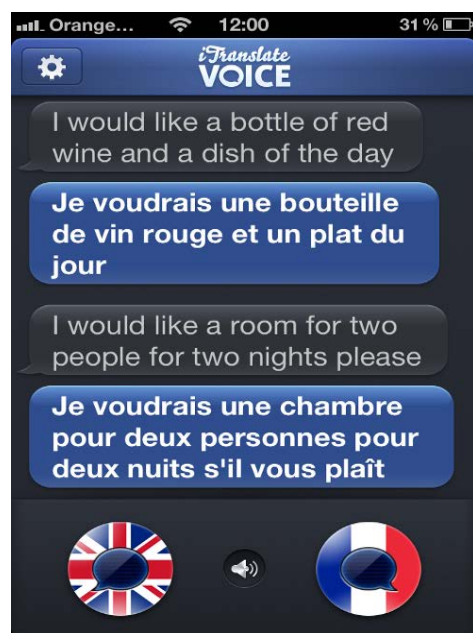 Orange... 12:00 31 %
iTranslate
VOICE
I would like a bottle of red
wine and a dish of the day
Je voudrais une bouteille
de vin rouge et un plat du
jour
I would like a room for two
people for two nights please
Je voudrais une chambre
pour deux personnes pour
deux nuits s'il vous plaît